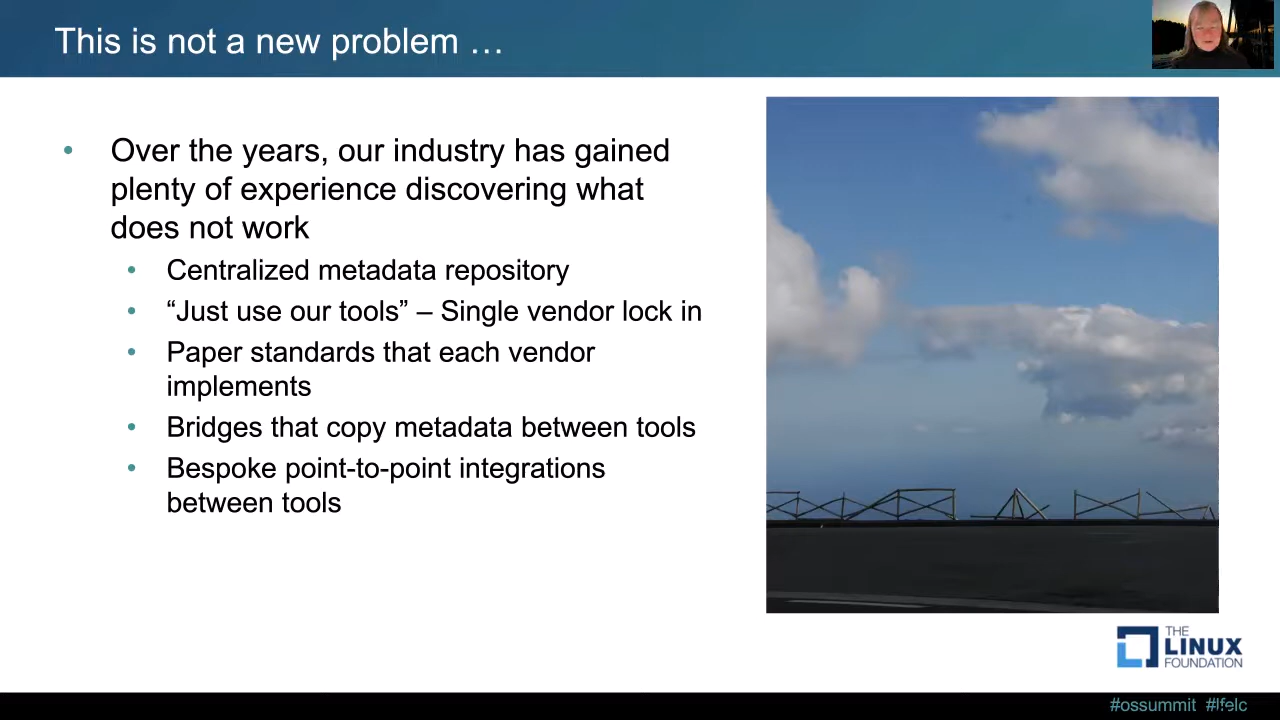 This is not a new problem …
• Over the years, our industry has gained
plenty of experience discovering what
does not work
• Centralized metadata repository
• “Just use our tools” – Single vendor lock in
• Paper standards that each vendor
implements
• Bridges that copy metadata between tools
• Bespoke point-to-point integrations
between tools
THE
LINUX
FOUNDATION
#ossummit #lfelc